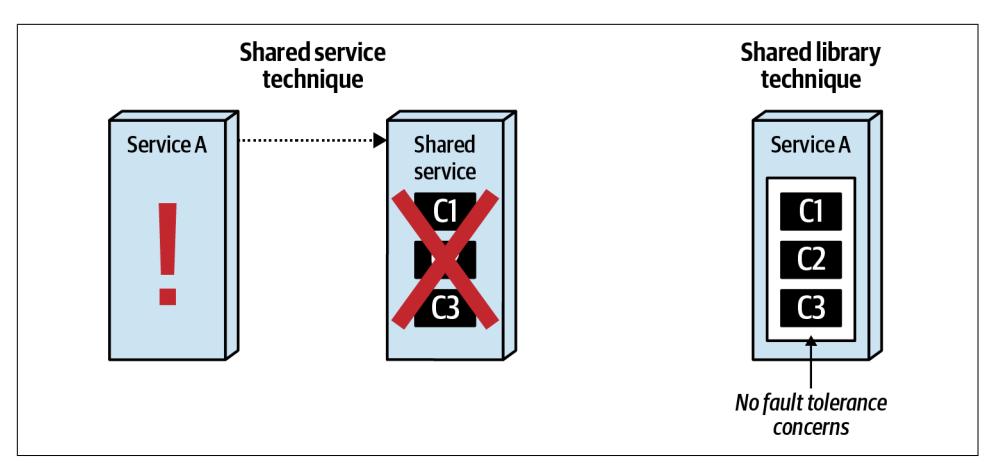 Shared service
technique
Service A
!
Shared
service
C1
C3
Shared library
technique
Service A
C1
C2
C3
No fault tolerance
concerns